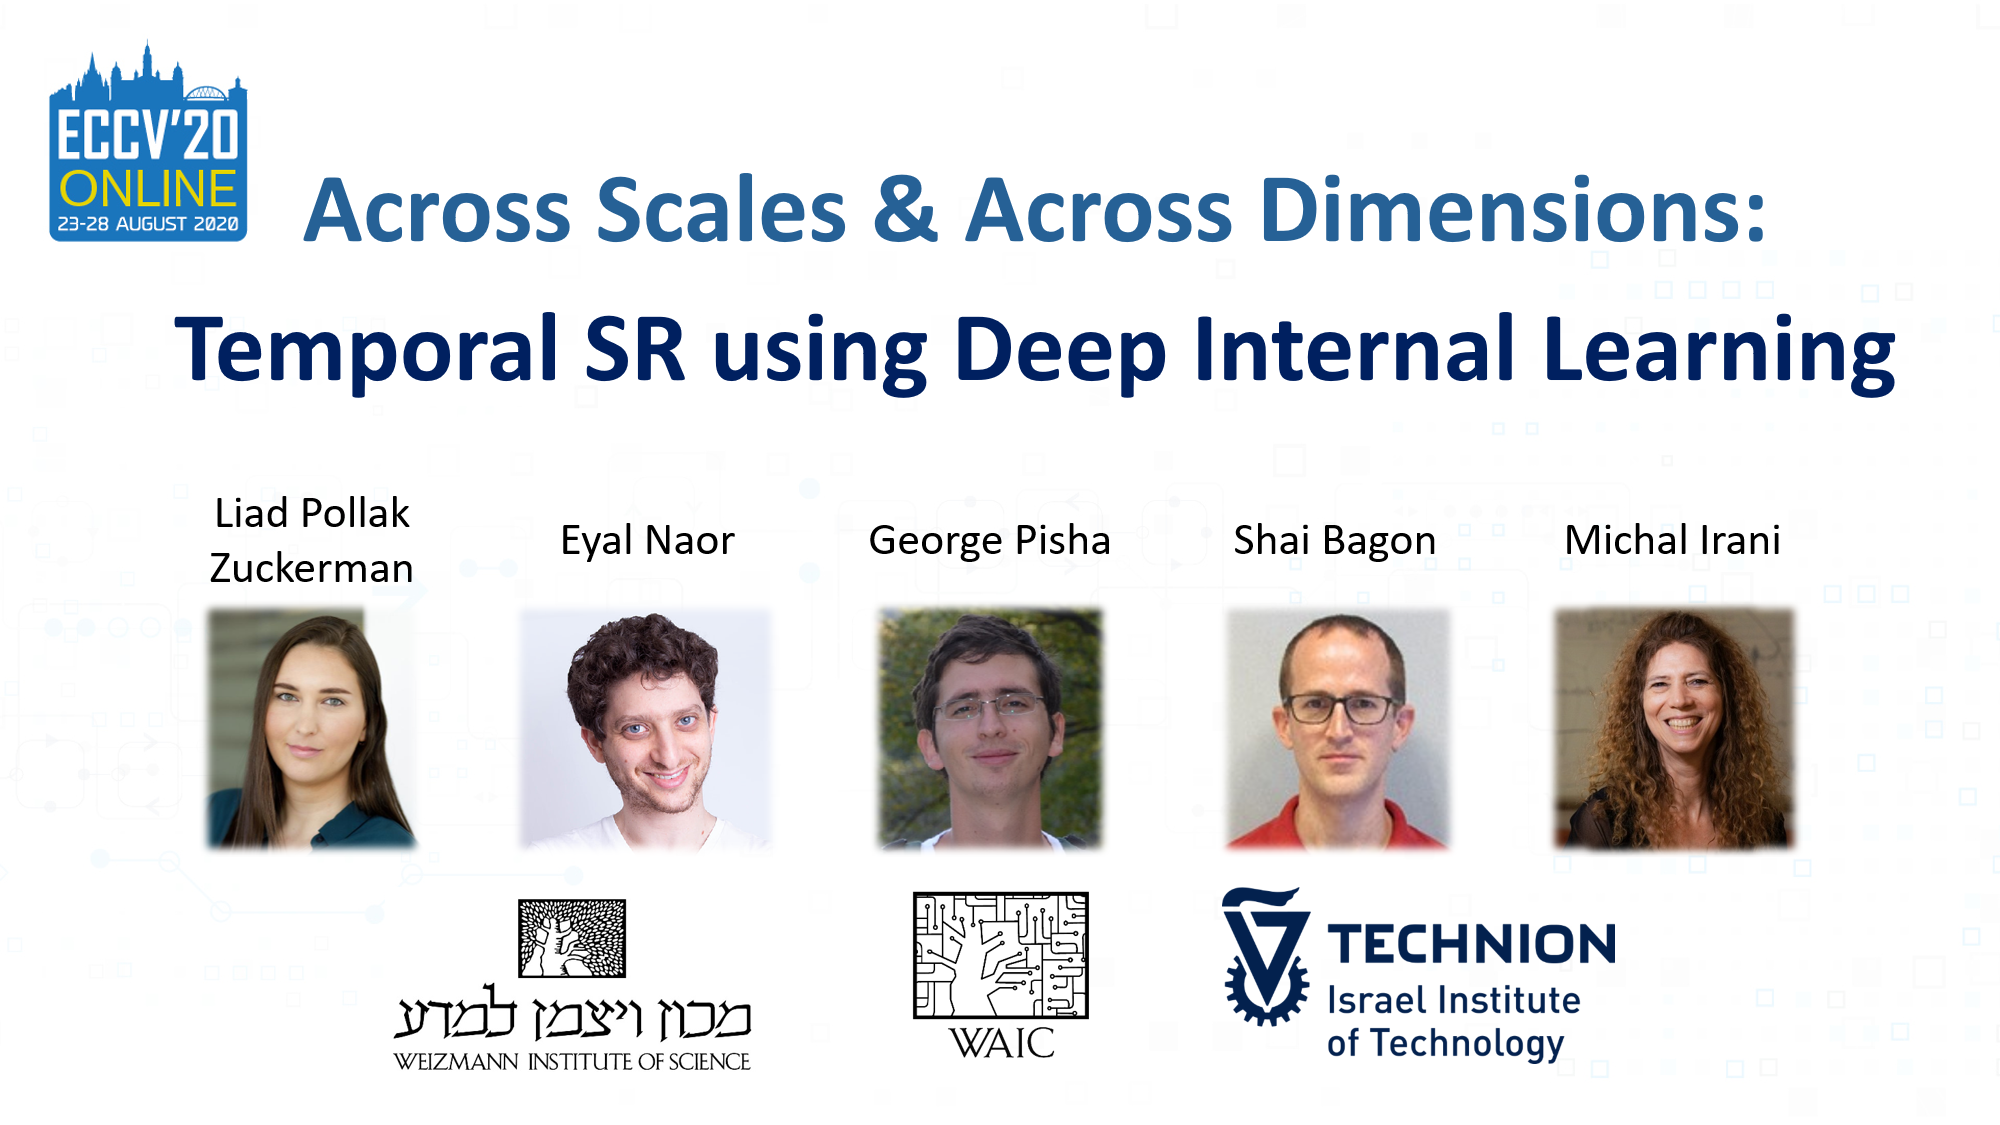 ECCV'20
ONLINE
23-28 AUGUST 2020
Across Scales & Across Dimensions:
Temporal SR using Deep Internal Learning
Liad Pollak
Zuckerman
Eyal Naor
George Pisha
Shai Bagon
Michal Irani
מכון ויצמן למדע
WEIZMANN INSTITUTE OF SCIENCE
WAIC
TECHNION
Israel Institute
of Technology